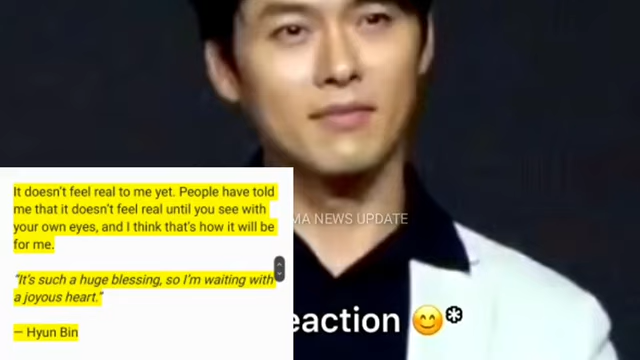 It doesn't feel real to me yet. People have told
me that it doesn't feel real until you see with
your own eyes, and I think that's how it will be
for me.
"It's such a huge blessing, so I'm waiting with
a joyous heart."
— Hyun Bin
MA NEWS UPDATE
eaction 😊*